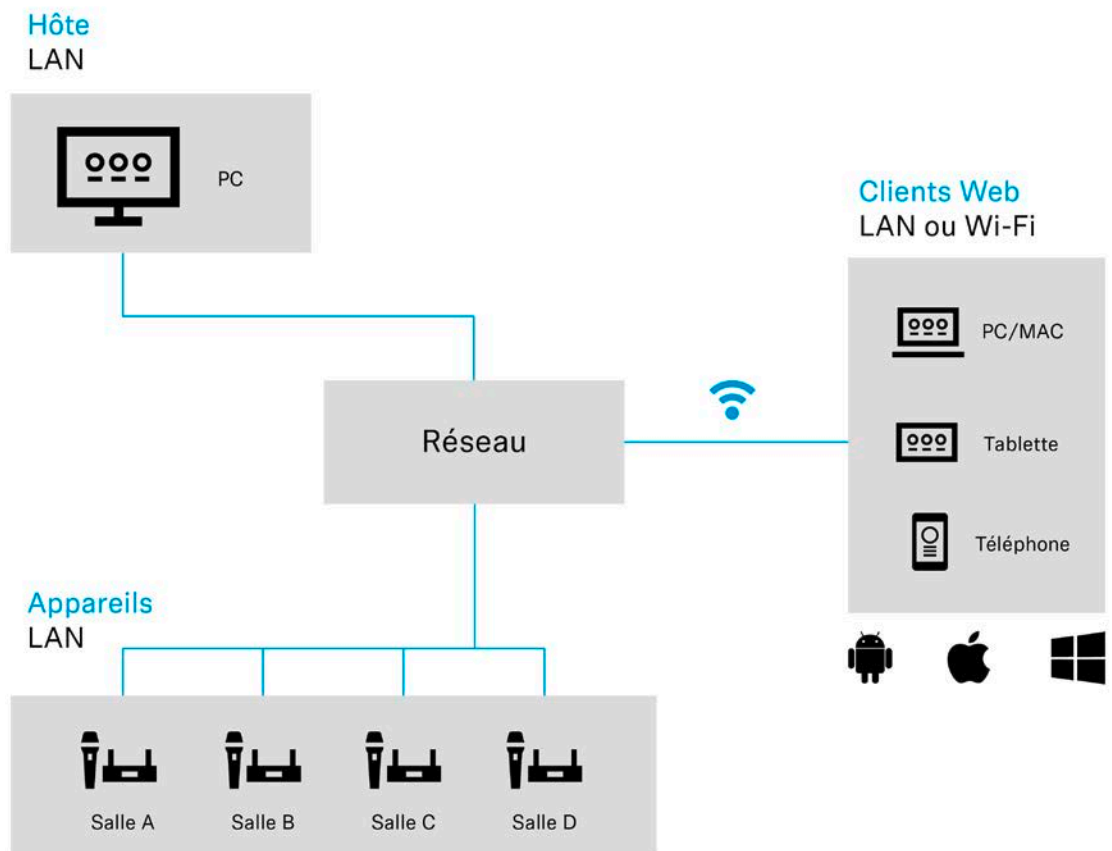 Hôte
LAN
PC
Clients Web
LAN ou Wi-Fi
PC/MAC
Tablette
Téléphone
Réseau
Appareils
LAN
Salle A
Salle B
Salle C
Salle D